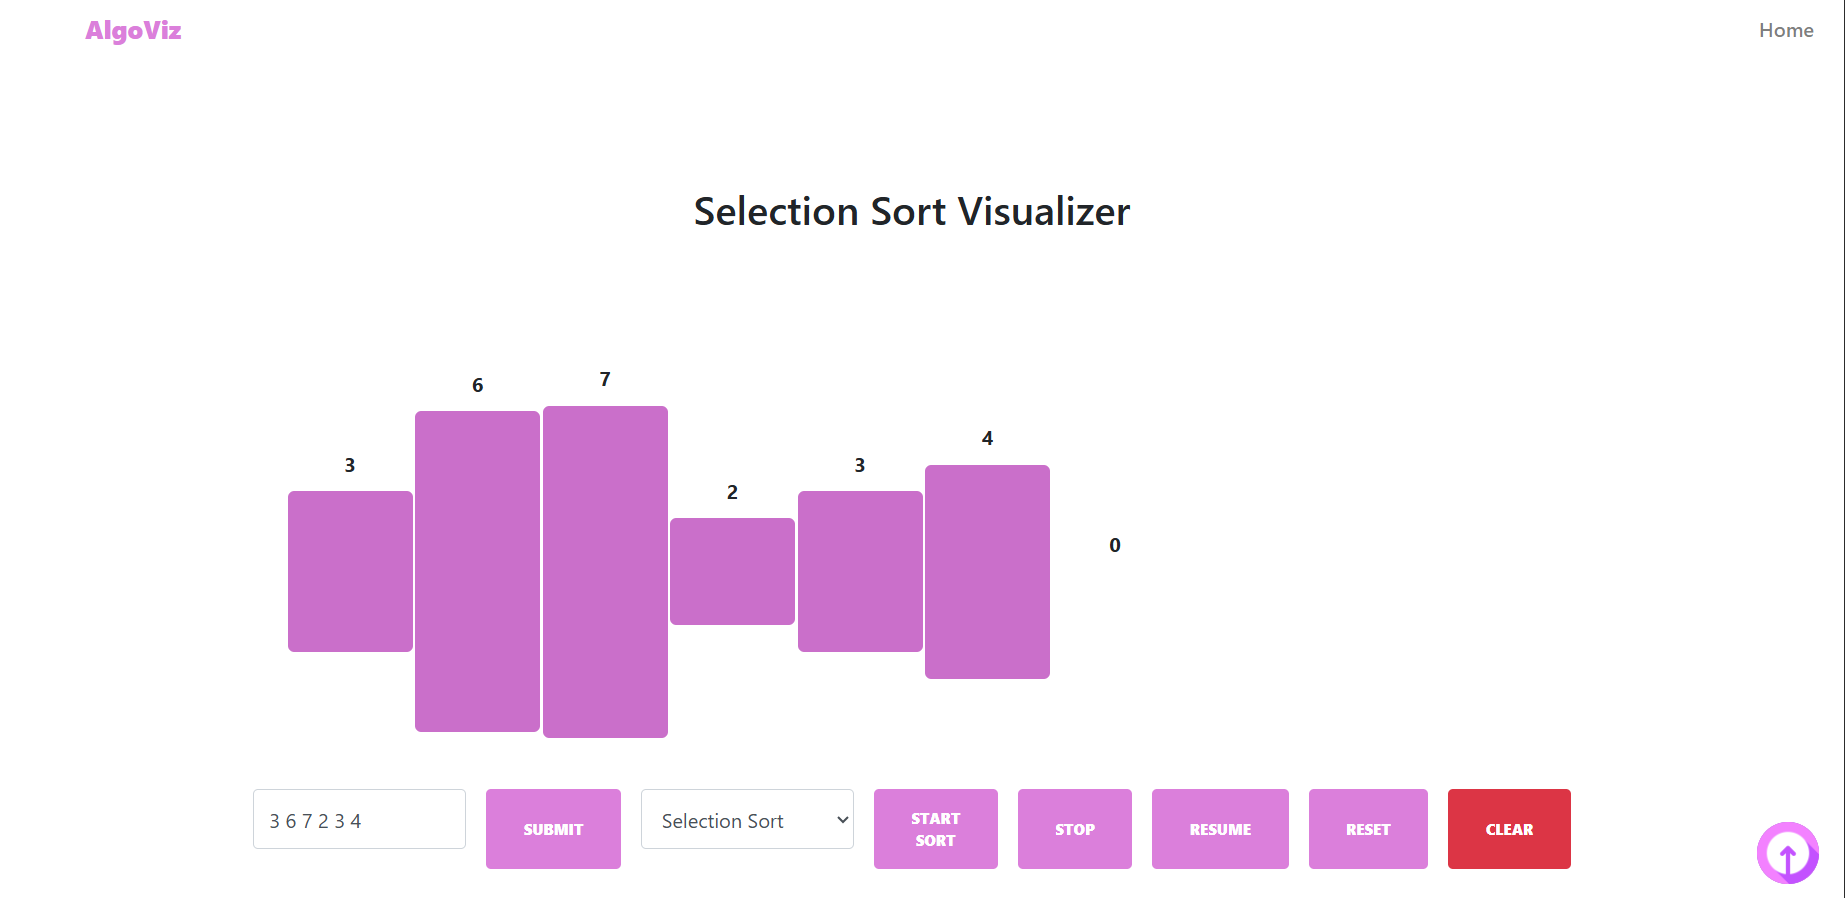 AlgoViz
Home
Selection Sort Visualizer
3
6
7
2
3
4
0
3 6 7 2 3 4
SUBMIT
Selection Sort
START
SORT
STOP
RESUME
RESET
CLEAR